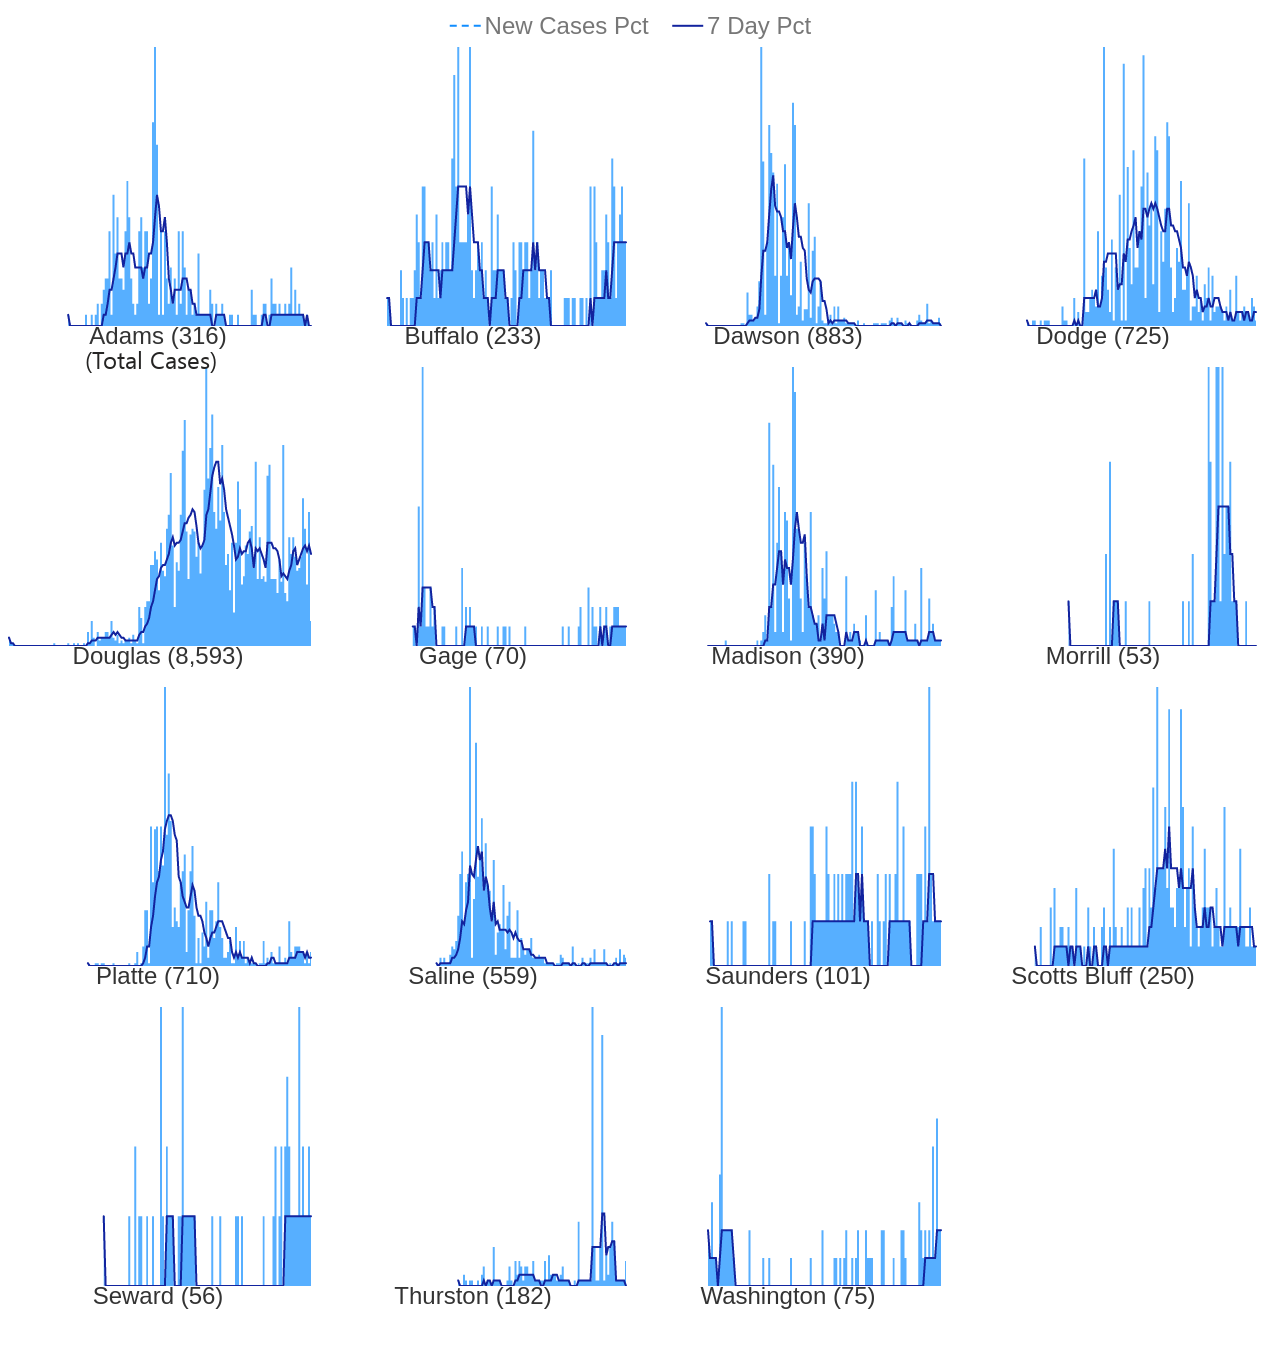 New Cases Pct 7 Day Pct
Adams (316) Buffalo (233) Dawson (883) Dodge (725)
(Total Cases)
Douglas (8,593) Gage (70) Madison (390) Morrill (53)
Platte (710) Saline (559) Saunders (101) Scotts Bluff (250)
Seward (56) Thurston (182) Washington (75)